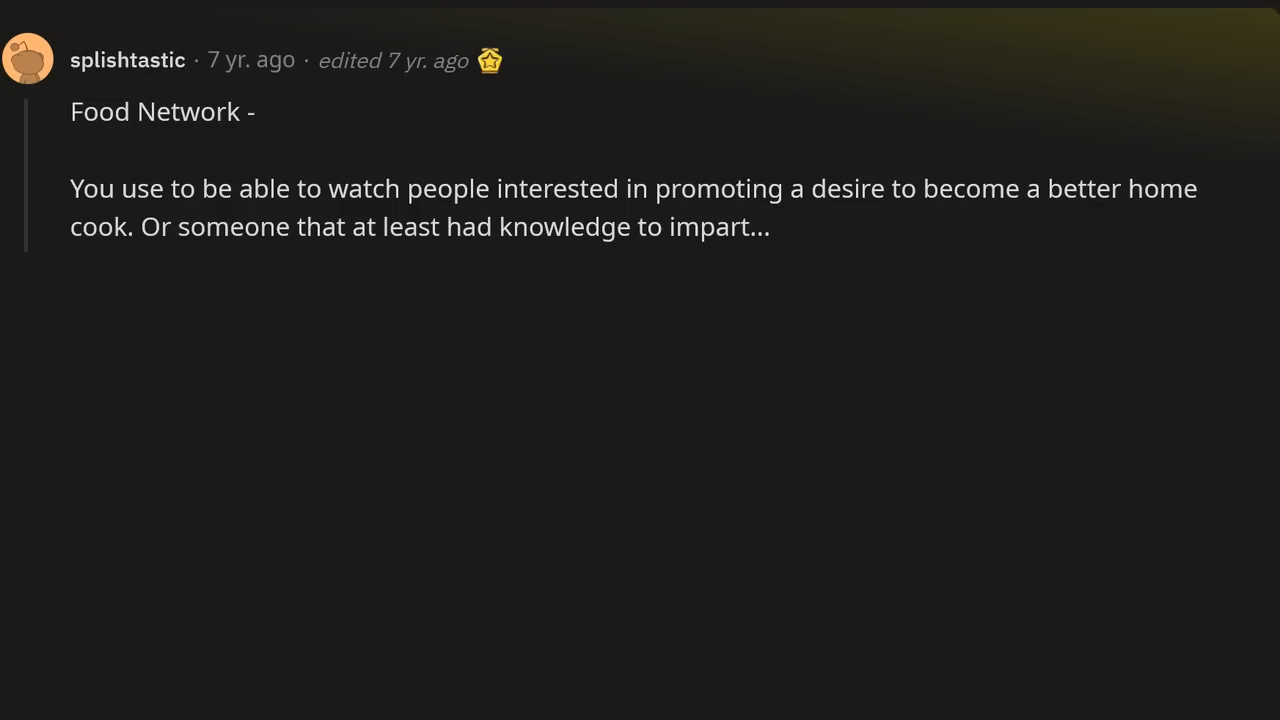 splishtastic · 7 yr. ago · edited 7 yr. ago
Food Network -
You use to be able to watch people interested in promoting a desire to become a better home
cook. Or someone that at least had knowledge to impart...